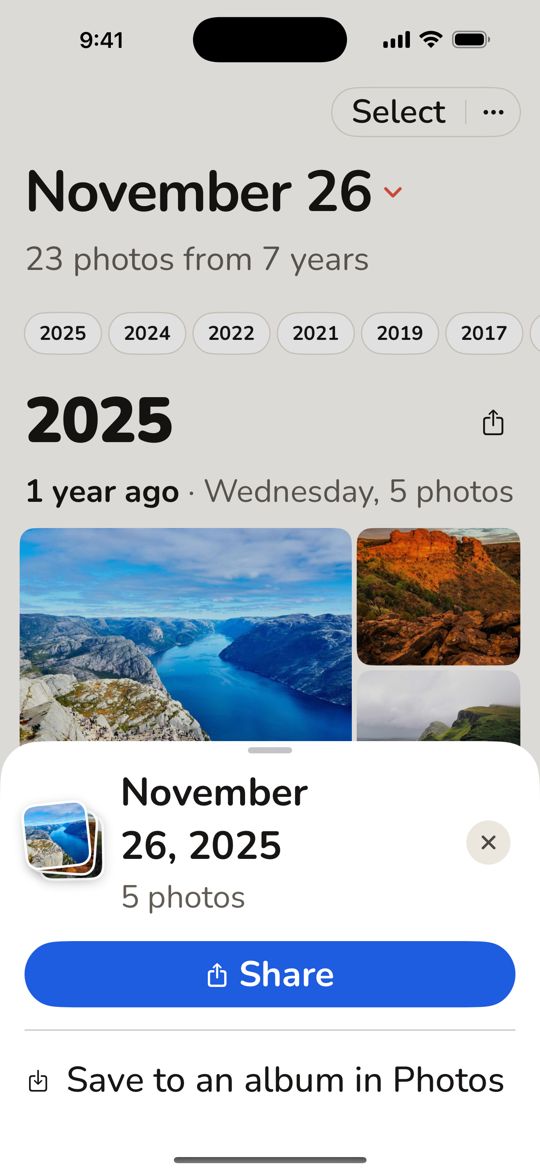 9:41
Select
November 26
23 photos from 7 years
2025 2024 2022 2021 2019 2017
2025
1 year ago · Wednesday, 5 photos
November
26, 2025
5 photos
Share
Save to an album in Photos